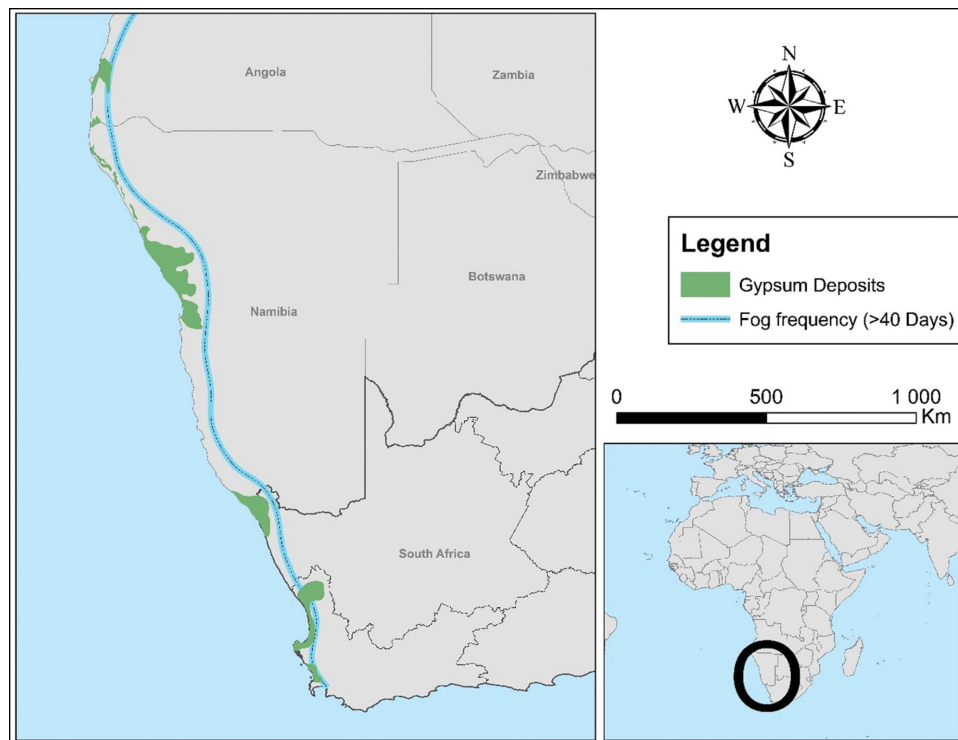 Angola
Zambia
Zimbabwe
Botswana
Namibia
South Africa
N
W E
S
Legend
Gypsum Deposits
Fog frequency (>40 Days)
0 500 1 000
Km